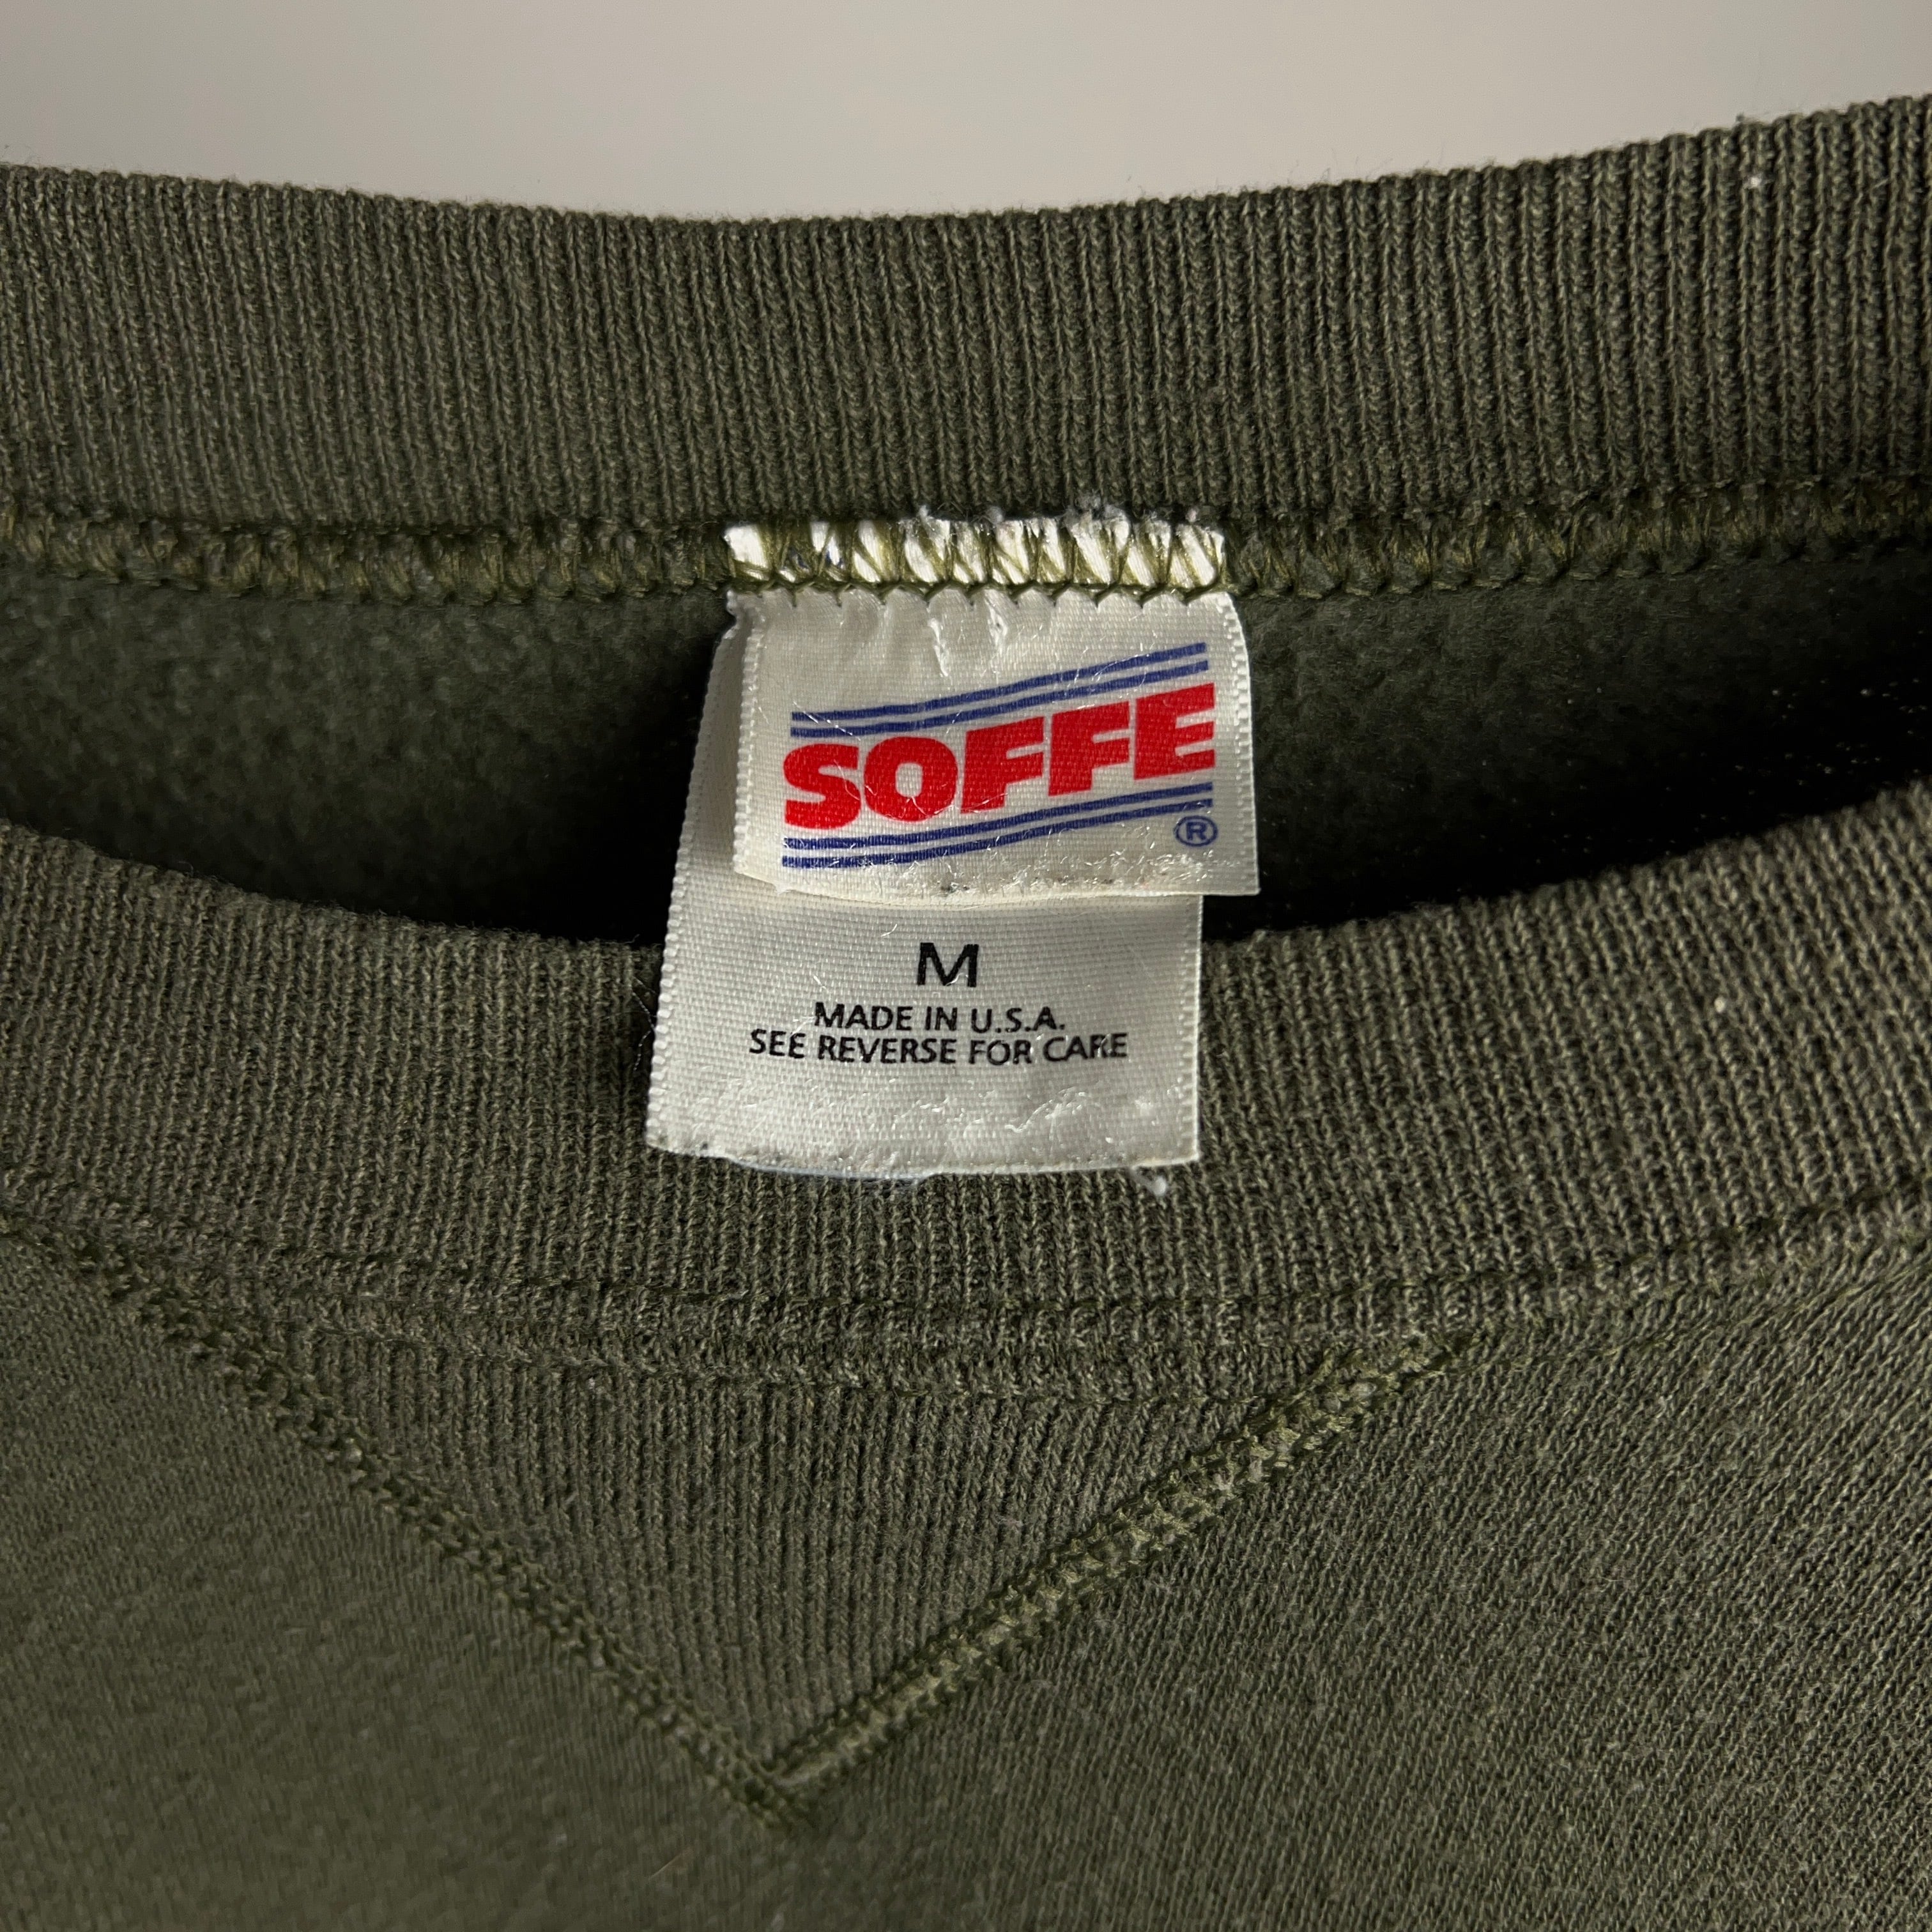 SOFFE
®
M
MADE IN U.S.A.
SEE REVERSE FOR CARE